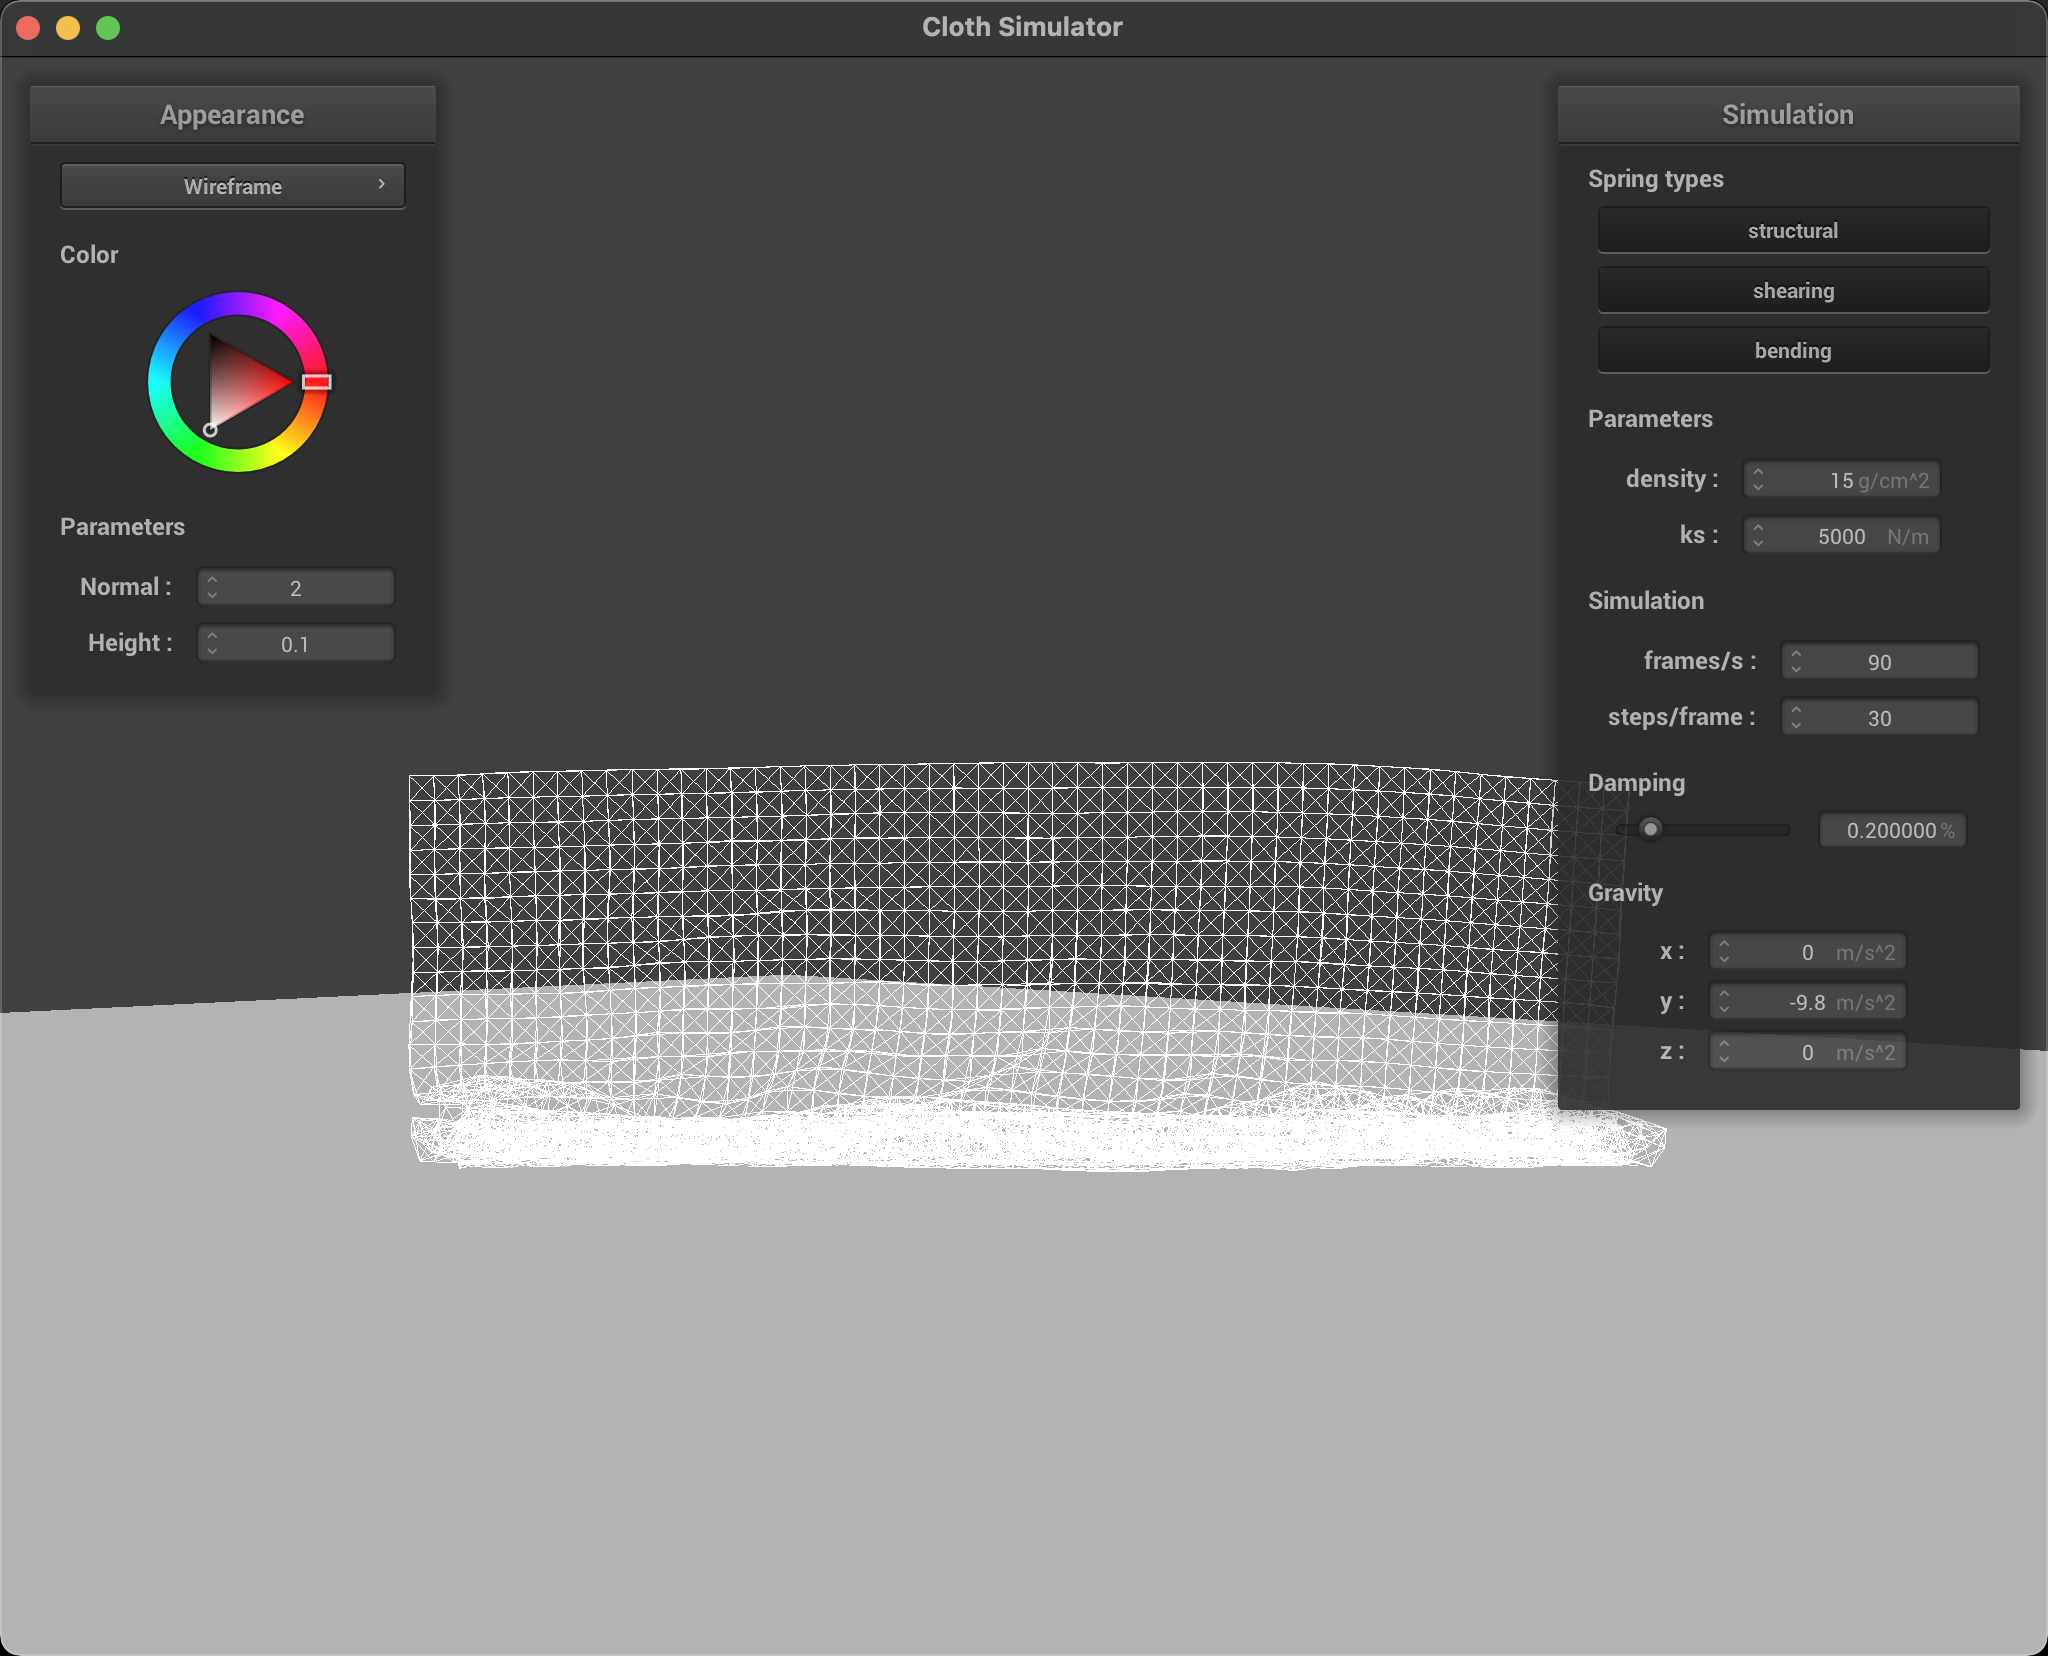 Cloth Simulator
Appearance
Wireframe
Color
Parameters
Normal : 2
Height : 0.1
Simulation
Spring types
structural
shearing
bending
Parameters
density : 15 g/cm^2
ks : 5000 N/m
Simulation
frames/s : 90
steps/frame : 30
Damping
0.200000 %
Gravity
x : 0 m/s^2
y : -9.8 m/s^2
z : 0 m/s^2